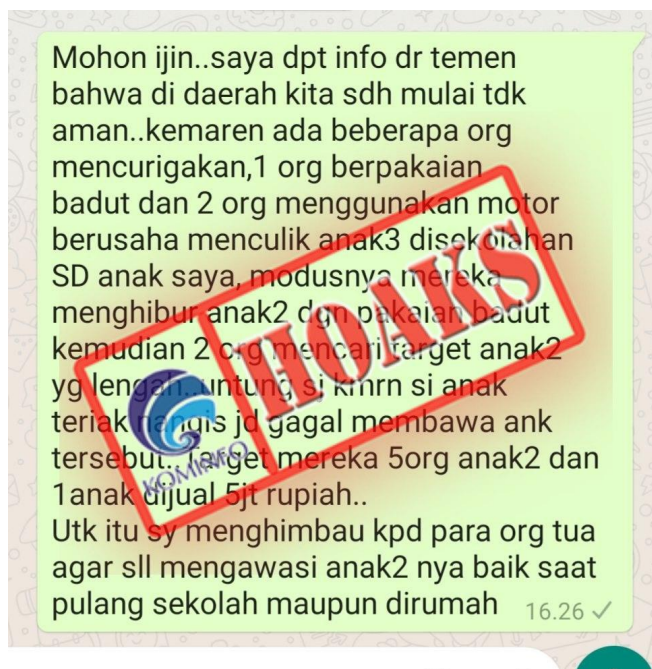 Mohon ijin..saya dpt info dr temen
bahwa di daerah kita sdh mulai tdk
aman..kemaren ada beberapa org
mencurigakan,1 org berpakaian
badut dan 2 org menggunakan motor
berusaha menculik anak3 disekolahan
SD anak saya, modusnya mereka
menghibur anak2 dgn pakaian badut
kemudian 2 org mencari target anak2
yg lengah..untung si kmrn si anak
teriak nangis jd gagal membawa ank
tersebut. Target mereka 5org anak2 dan
1anak dijual 5jt rupiah..
Utk itu sy menghimbau kpd para org tua
agar sll mengawasi anak2 nya baik saat
pulang sekolah maupun dirumah 16.26
HOAKS
KOMINFO